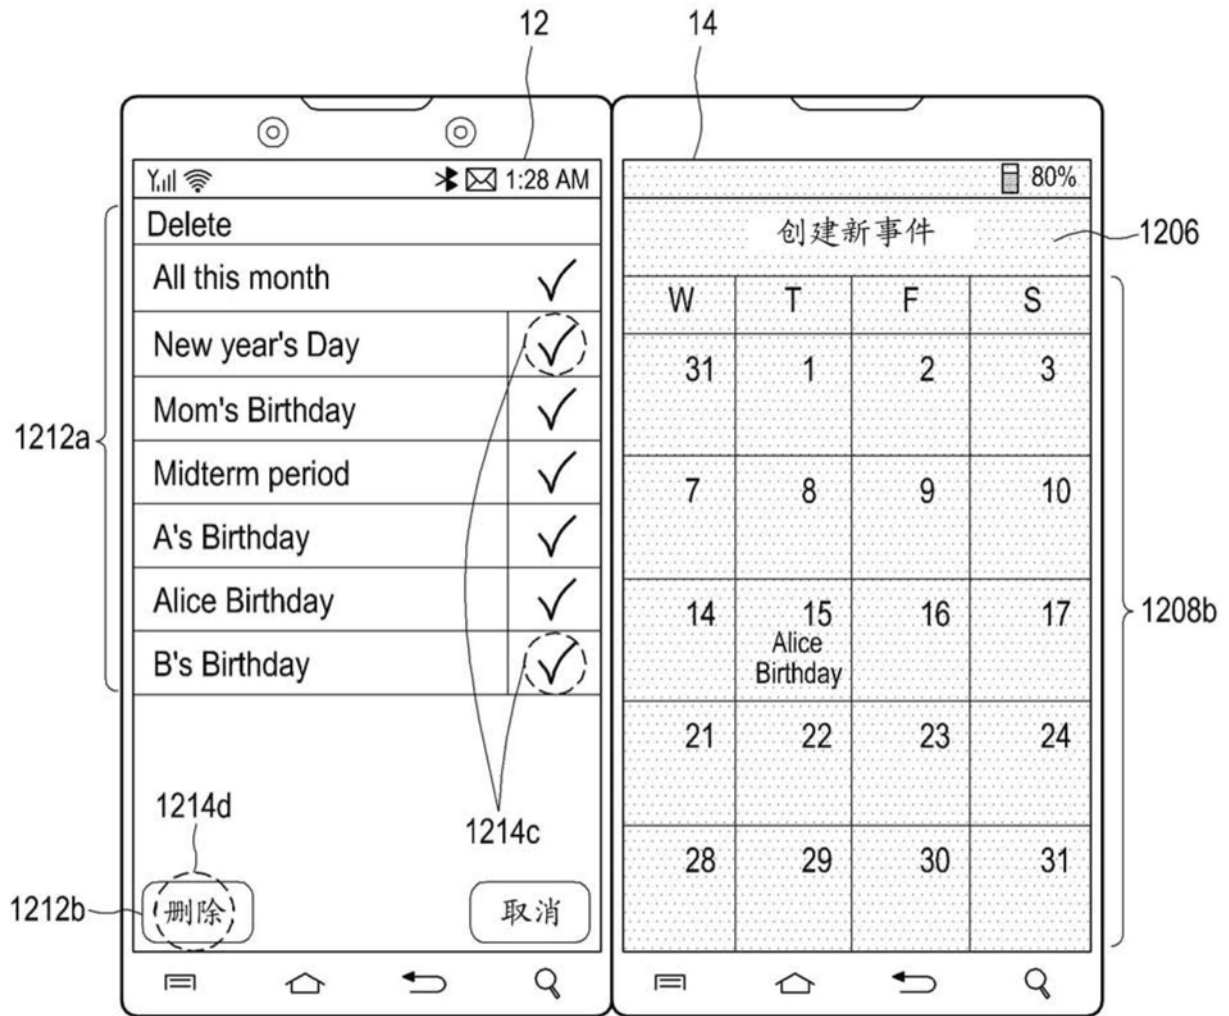 12
14
1:28 AM
80%
Delete
创建新事件
1206
All this month
W T F S
New year's Day
31 1 2 3
Mom's Birthday
1212a
Midterm period
7 8 9 10
A's Birthday
Alice Birthday
14 15 16 17
Alice
Birthday
1208b
B's Birthday
21 22 23 24
1214d
1214c
28 29 30 31
1212b
删除
取消